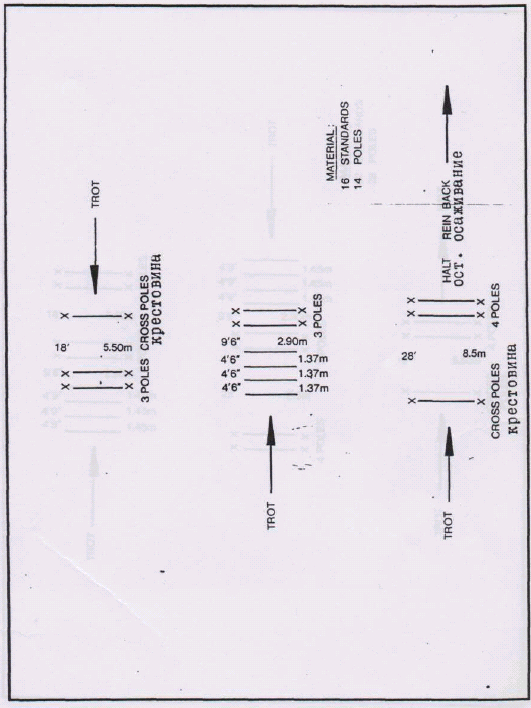 TROT
18' 5.50m
3 POLES CROSS POLES
крестовина
TROT
9'6" 2.90m
4'6" 1.37m
4'6" 1.37m
4'6" 1.37m
3 POLES
MATERIAL:
16 STANDARDS
14 POLES
TROT
28' 8.5m
CROSS POLES
крестовина
4 POLES
HALT REIN BACK
ост. осаживание